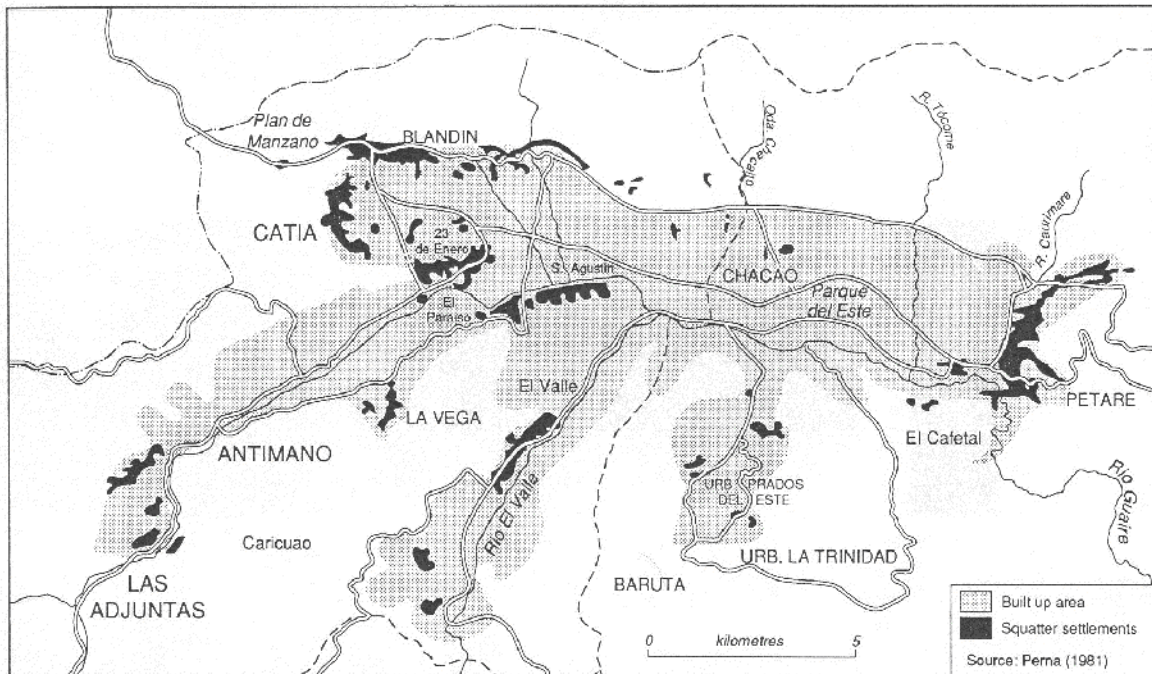 Plan de
Manzano
BLANDIN
Qda. Chacaito
R. Tócome
R. Caurimare
CATIA
23
de Enero
S. Agustin
CHACAO
El
Paraiso
Parque
del Este
El Valle
LA VEGA
PETARE
ANTIMANO
El Cafetal
URB. PRADOS
DEL ESTE
Río Guaire
Río El Valle
Caricuao
URB. LA TRINIDAD
LAS
ADJUNTAS
BARUTA
0 kilometres 5
Built up area
Squatter settlements
Source: Perna (1981)